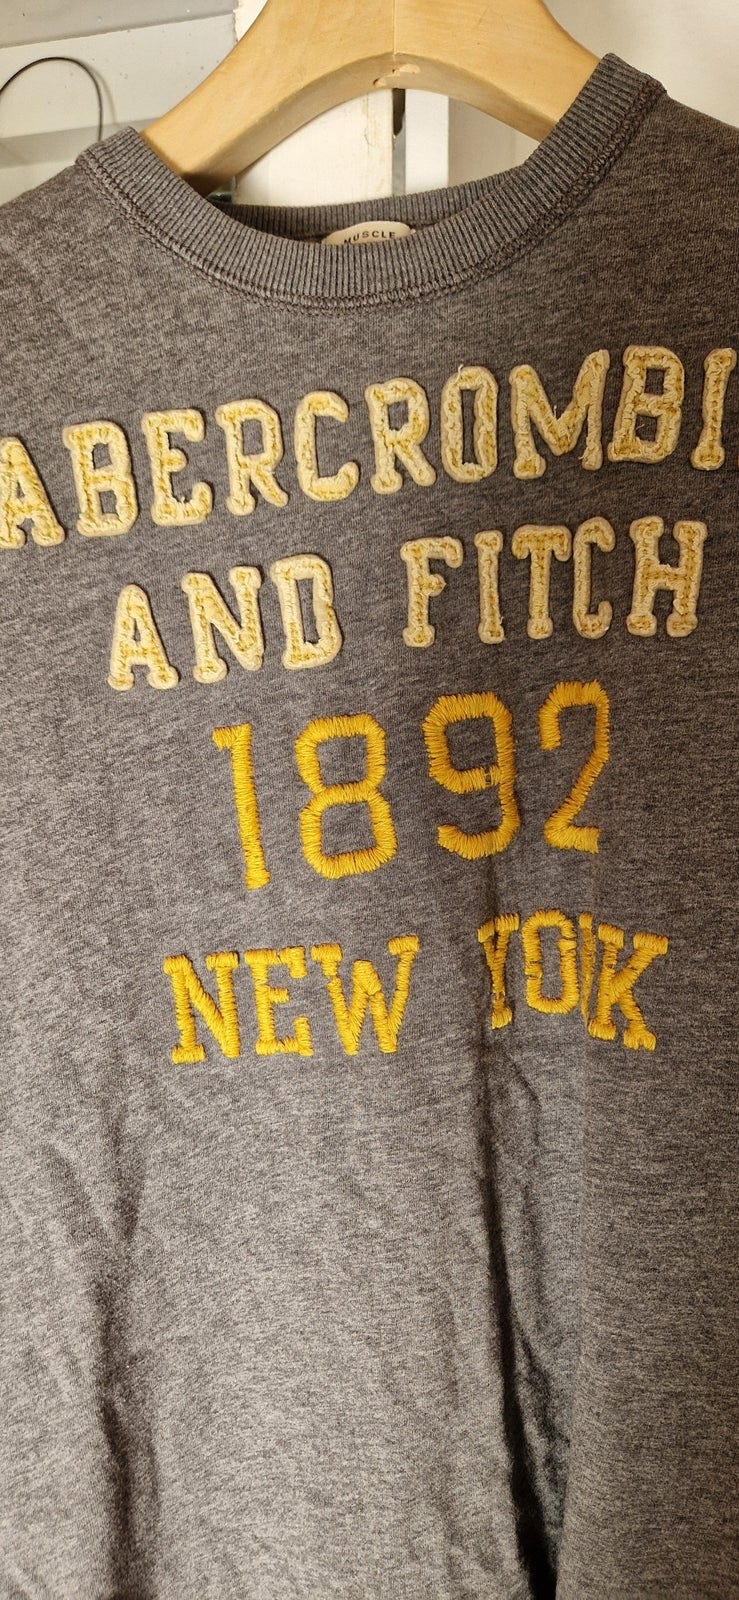 MUSCLE
ABERCROMBI
AND FITCH
1892
NEW YORK